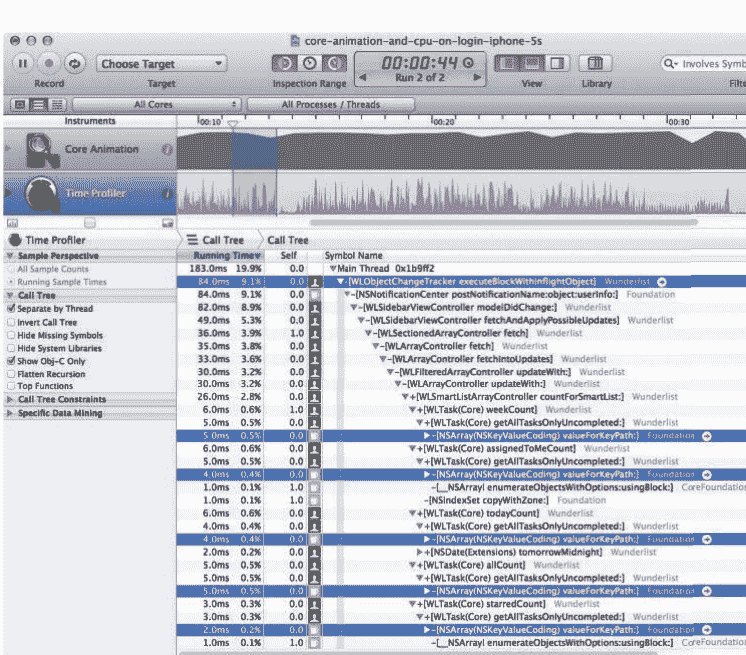 core-animation-and-cpu-on-login-iphone-5s
Choose Target
00:00:44
Run 2 of 2
Q- Involves Symb
Record
Target
Inspection Range
View
Library
Filte
All Cores
All Processes / Threads
Instruments
00:10
00:20
00:30
Core Animation
Time Profiler
Time Profiler
Call Tree
Call Tree
Sample Perspective
All Sample Counts
Running Sample Times
Call Tree
Separate by Thread
Invert Call Tree
Hide Missing Symbols
Hide System Libraries
Show Obj-C Only
Flatten Recursion
Top Functions
Call Tree Constraints
Specific Data Mining
Running Time Self Symbol Name
183.0ms 19.9% 0.0 Main Thread 0x1b9ff2
84.0ms 9.1% 0.0 -[WLObjectChangeTracker executeBlockWithinflightObject] Wunderlist
84.0ms 9.1% 0.0 -[NSNotificationCenter postNotificationName:object:userInfo:] Foundation
82.0ms 8.9% 0.0 -[WLSidebarViewController modelDidChange:] Wunderlist
49.0ms 5.3% 0.0 -[WLSidebarViewController fetchAndApplyPossibleUpdates] Wunderlist
36.0ms 3.9% 1.0 -[WLSectionedArrayController fetch] Wunderlist
35.0ms 3.8% 0.0 -[WLArrayController fetch] Wunderlist
33.0ms 3.6% 0.0 -[WLArrayController fetchIntoUpdates] Wunderlist
30.0ms 3.2% 0.0 -[WLFilteredArrayController updateWith:] Wunderlist
30.0ms 3.2% 0.0 -[WLArrayController updateWith:] Wunderlist
26.0ms 2.8% 0.0 +[WLSmartListArrayController countForSmartList:] Wunderlist
6.0ms 0.6% 1.0 +[WLTask(Core) weekCount] Wunderlist
5.0ms 0.5% 0.0 +[WLTask(Core) getAllTasksOnlyUncompleted:] Wunderlist
5.0ms 0.5% 0.0 -[NSArray(NSKeyValueCoding) valueForKeyPath:] Foundation
6.0ms 0.6% 0.0 +[WLTask(Core) assignedToMeCount] Wunderlist
5.0ms 0.5% 0.0 +[WLTask(Core) getAllTasksOnlyUncompleted:] Wunderlist
4.0ms 0.4% 0.0 -[NSArray(NSKeyValueCoding) valueForKeyPath:] Foundation
1.0ms 0.1% 1.0 -[__NSArrayI enumerateObjectsWithOptions:usingBlock:] CoreFoundation
1.0ms 0.1% 1.0 -[NSIndexSet copyWithZone:] Foundation
6.0ms 0.6% 0.0 +[WLTask(Core) todayCount] Wunderlist
4.0ms 0.4% 0.0 +[WLTask(Core) getAllTasksOnlyUncompleted:] Wunderlist
4.0ms 0.4% 0.0 -[NSArray(NSKeyValueCoding) valueForKeyPath:] Foundation
2.0ms 0.2% 0.0 +[NSDate(Extensions) tomorrowMidnight] Wunderlist
5.0ms 0.5% 0.0 +[WLTask(Core) allCount] Wunderlist
5.0ms 0.5% 0.0 +[WLTask(Core) getAllTasksOnlyUncompleted:] Wunderlist
5.0ms 0.5% 0.0 -[NSArray(NSKeyValueCoding) valueForKeyPath:] Foundation
3.0ms 0.3% 0.0 +[WLTask(Core) starredCount] Wunderlist
3.0ms 0.3% 0.0 +[WLTask(Core) getAllTasksOnlyUncompleted:] Wunderlist
2.0ms 0.2% 0.0 -[NSArray(NSKeyValueCoding) valueForKeyPath:] Foundation
1.0ms 0.1% 1.0 -[__NSArrayI enumerateObjectsWithOptions:usingBlock:] CoreFoundation